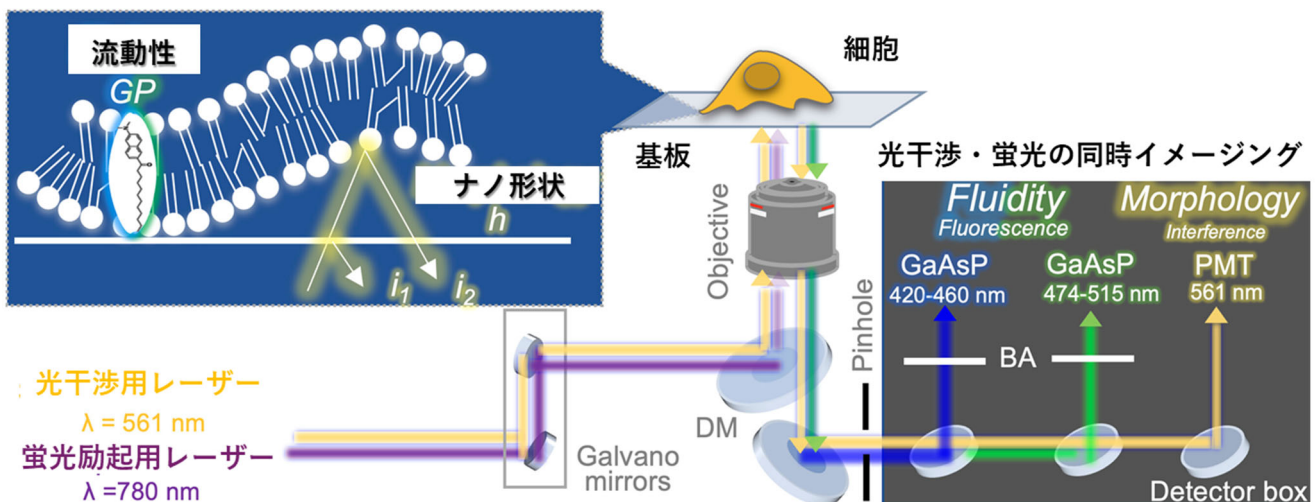 流動性
GP
ナノ形状
h
i1
i2
細胞
基板
Objective
光干渉・蛍光の同時イメージング
Fluidity
Fluorescence
Morphology
Interference
GaAsP
420-460 nm
GaAsP
474-515 nm
PMT
561 nm
BA
Pinhole
DM
Galvano
mirrors
Detector box
光干渉用レーザー
λ = 561 nm
蛍光励起用レーザー
λ =780 nm